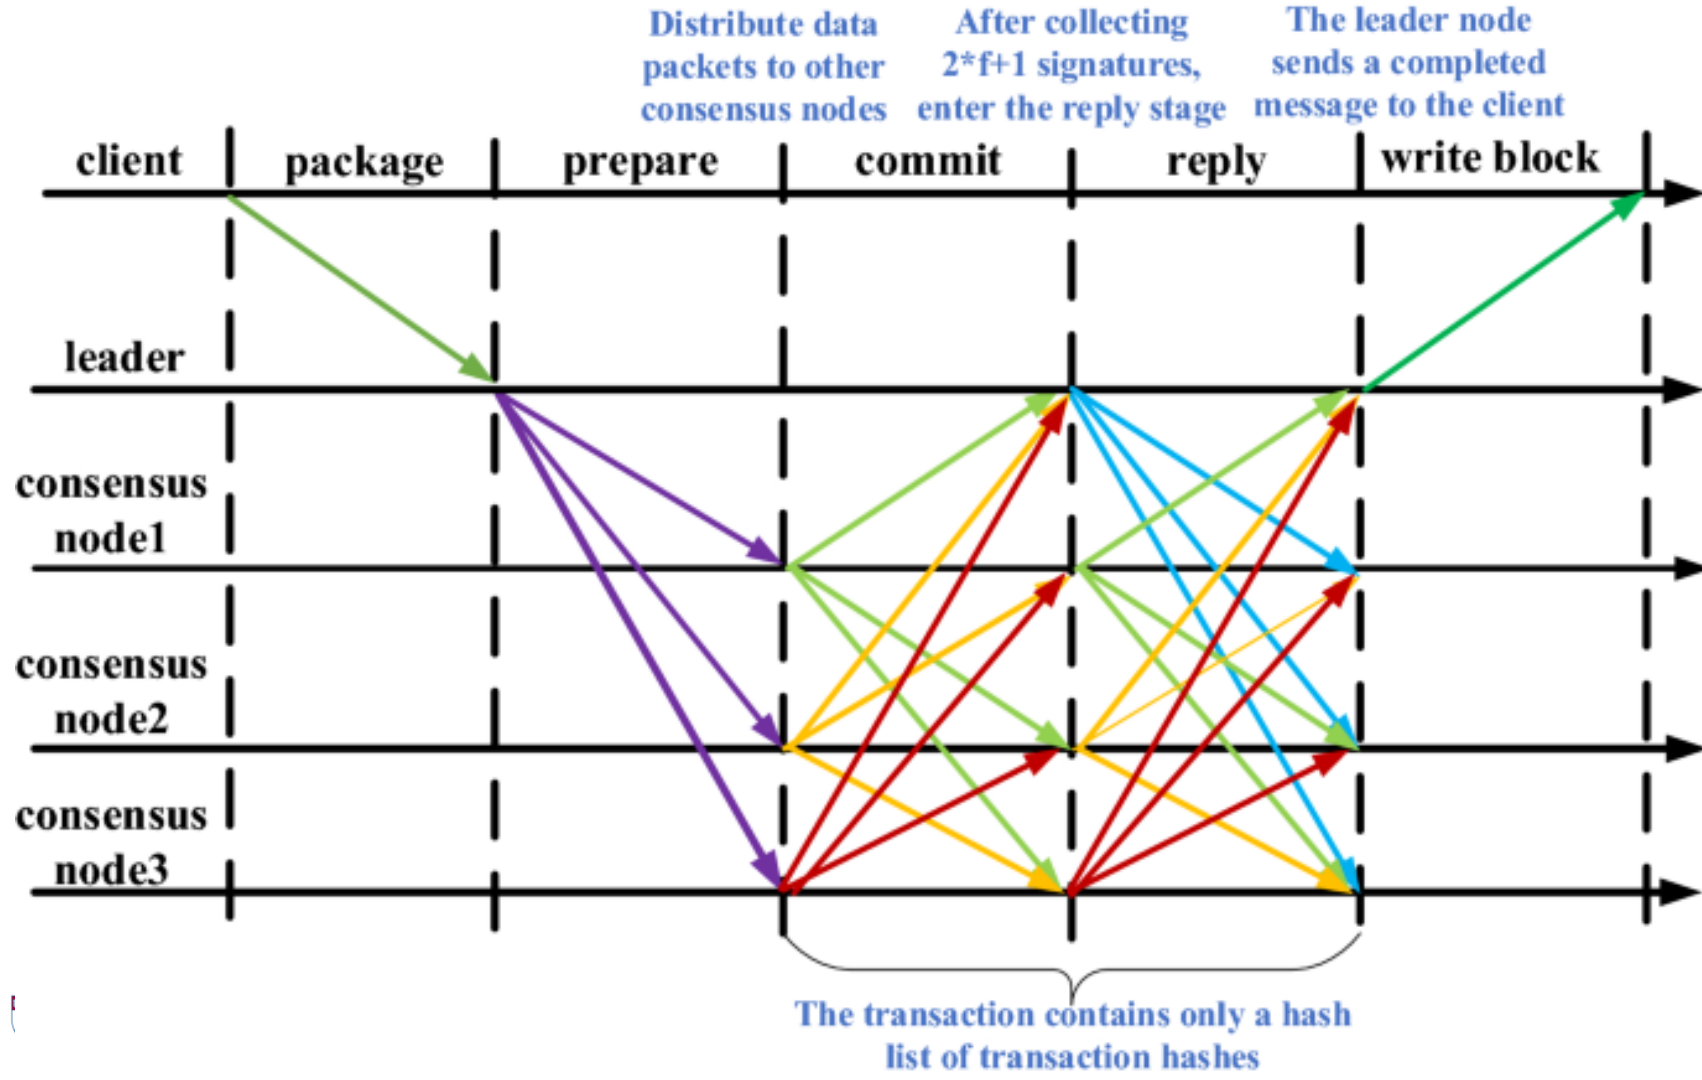 Distribute data
packets to other
consensus nodes
After collecting
2*f+1 signatures,
enter the reply stage
The leader node
sends a completed
message to the client
client
package
prepare
commit
reply
write block
leader
consensus
node1
consensus
node2
consensus
node3
The transaction contains only a hash
list of transaction hashes